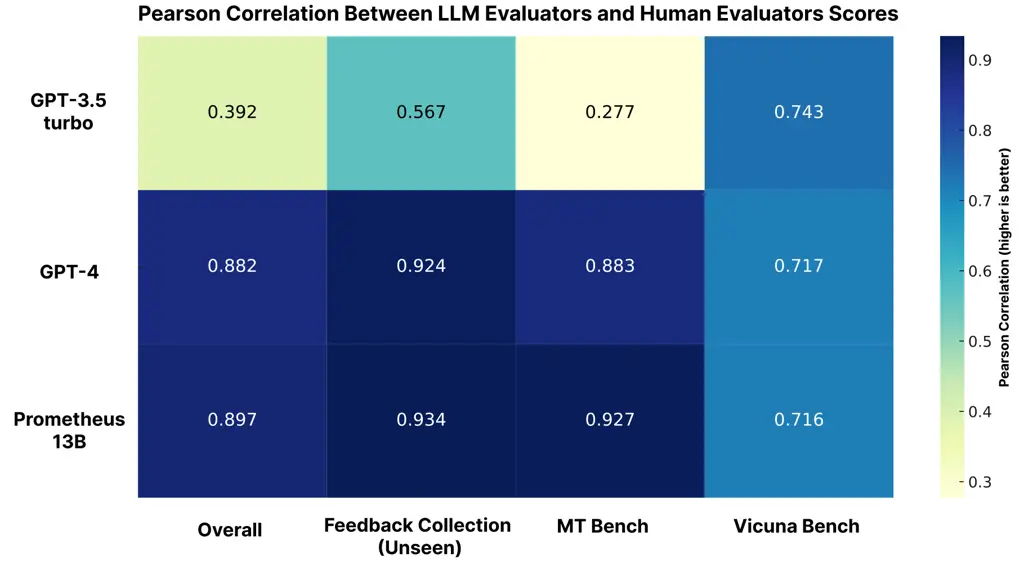 Pearson Correlation Between LLM Evaluators and Human Evaluators Scores
GPT-3.5
turbo
0.392
0.567
0.277
0.743
GPT-4
0.882
0.924
0.883
0.717
Prometheus
13B
0.897
0.934
0.927
0.716
Overall
Feedback Collection
(Unseen)
MT Bench
Vicuna Bench
0.9
0.8
0.7
0.6
0.5
0.4
0.3
Pearson Correlation (higher is better)